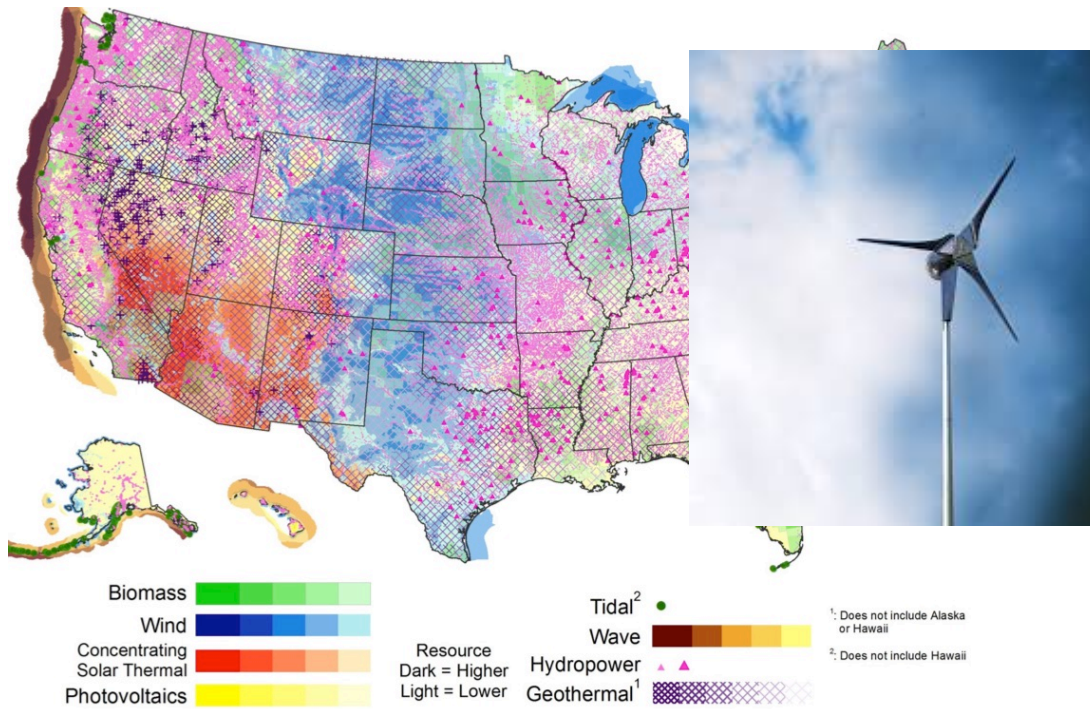 Biomass
Wind
Concentrating
Solar Thermal
Photovoltaics
Resource
Dark = Higher
Light = Lower
Tidal2
Wave
Hydropower
Geothermal1
1: Does not include Alaska
or Hawaii
2: Does not include Hawaii